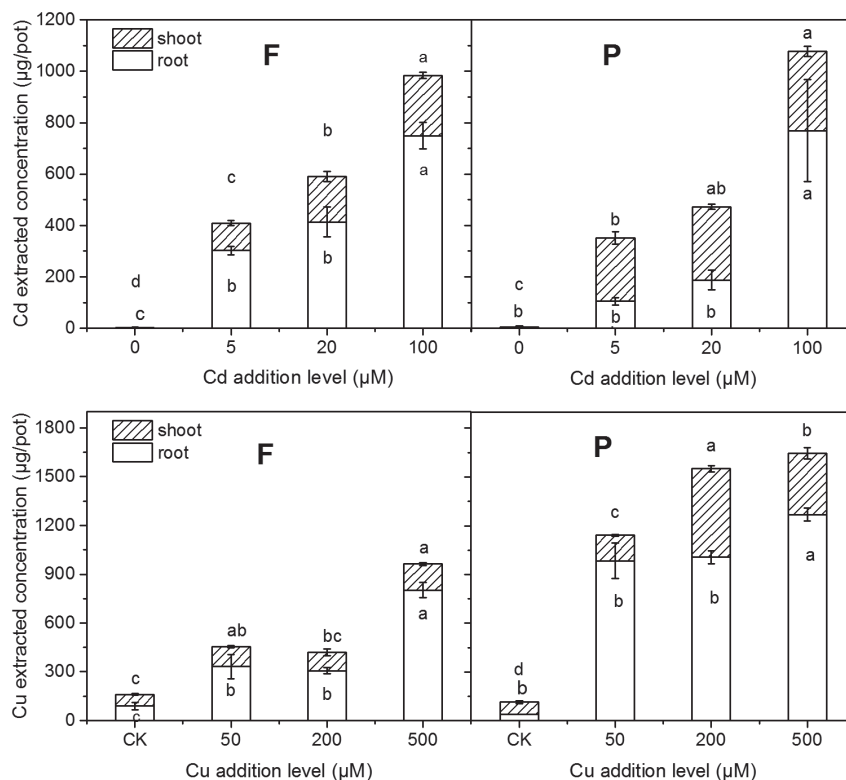 Cd extracted concentration (µg/pot)
1200
1000
800
600
400
200
0
shoot
root
F
P
d
c
c
b
b
b
a
a
c
b
b
b
ab
b
a
a
0
5
20
100
0
5
20
100
Cd addition level (µM)
Cd addition level (µM)
Cu extracted concentration (µg/pot)
1800
1500
1200
900
600
300
0
shoot
root
F
P
c
c
ab
b
bc
b
a
a
d
b
c
b
a
b
b
a
CK
50
200
500
CK
50
200
500
Cu addition level (µM)
Cu addition level (µM)